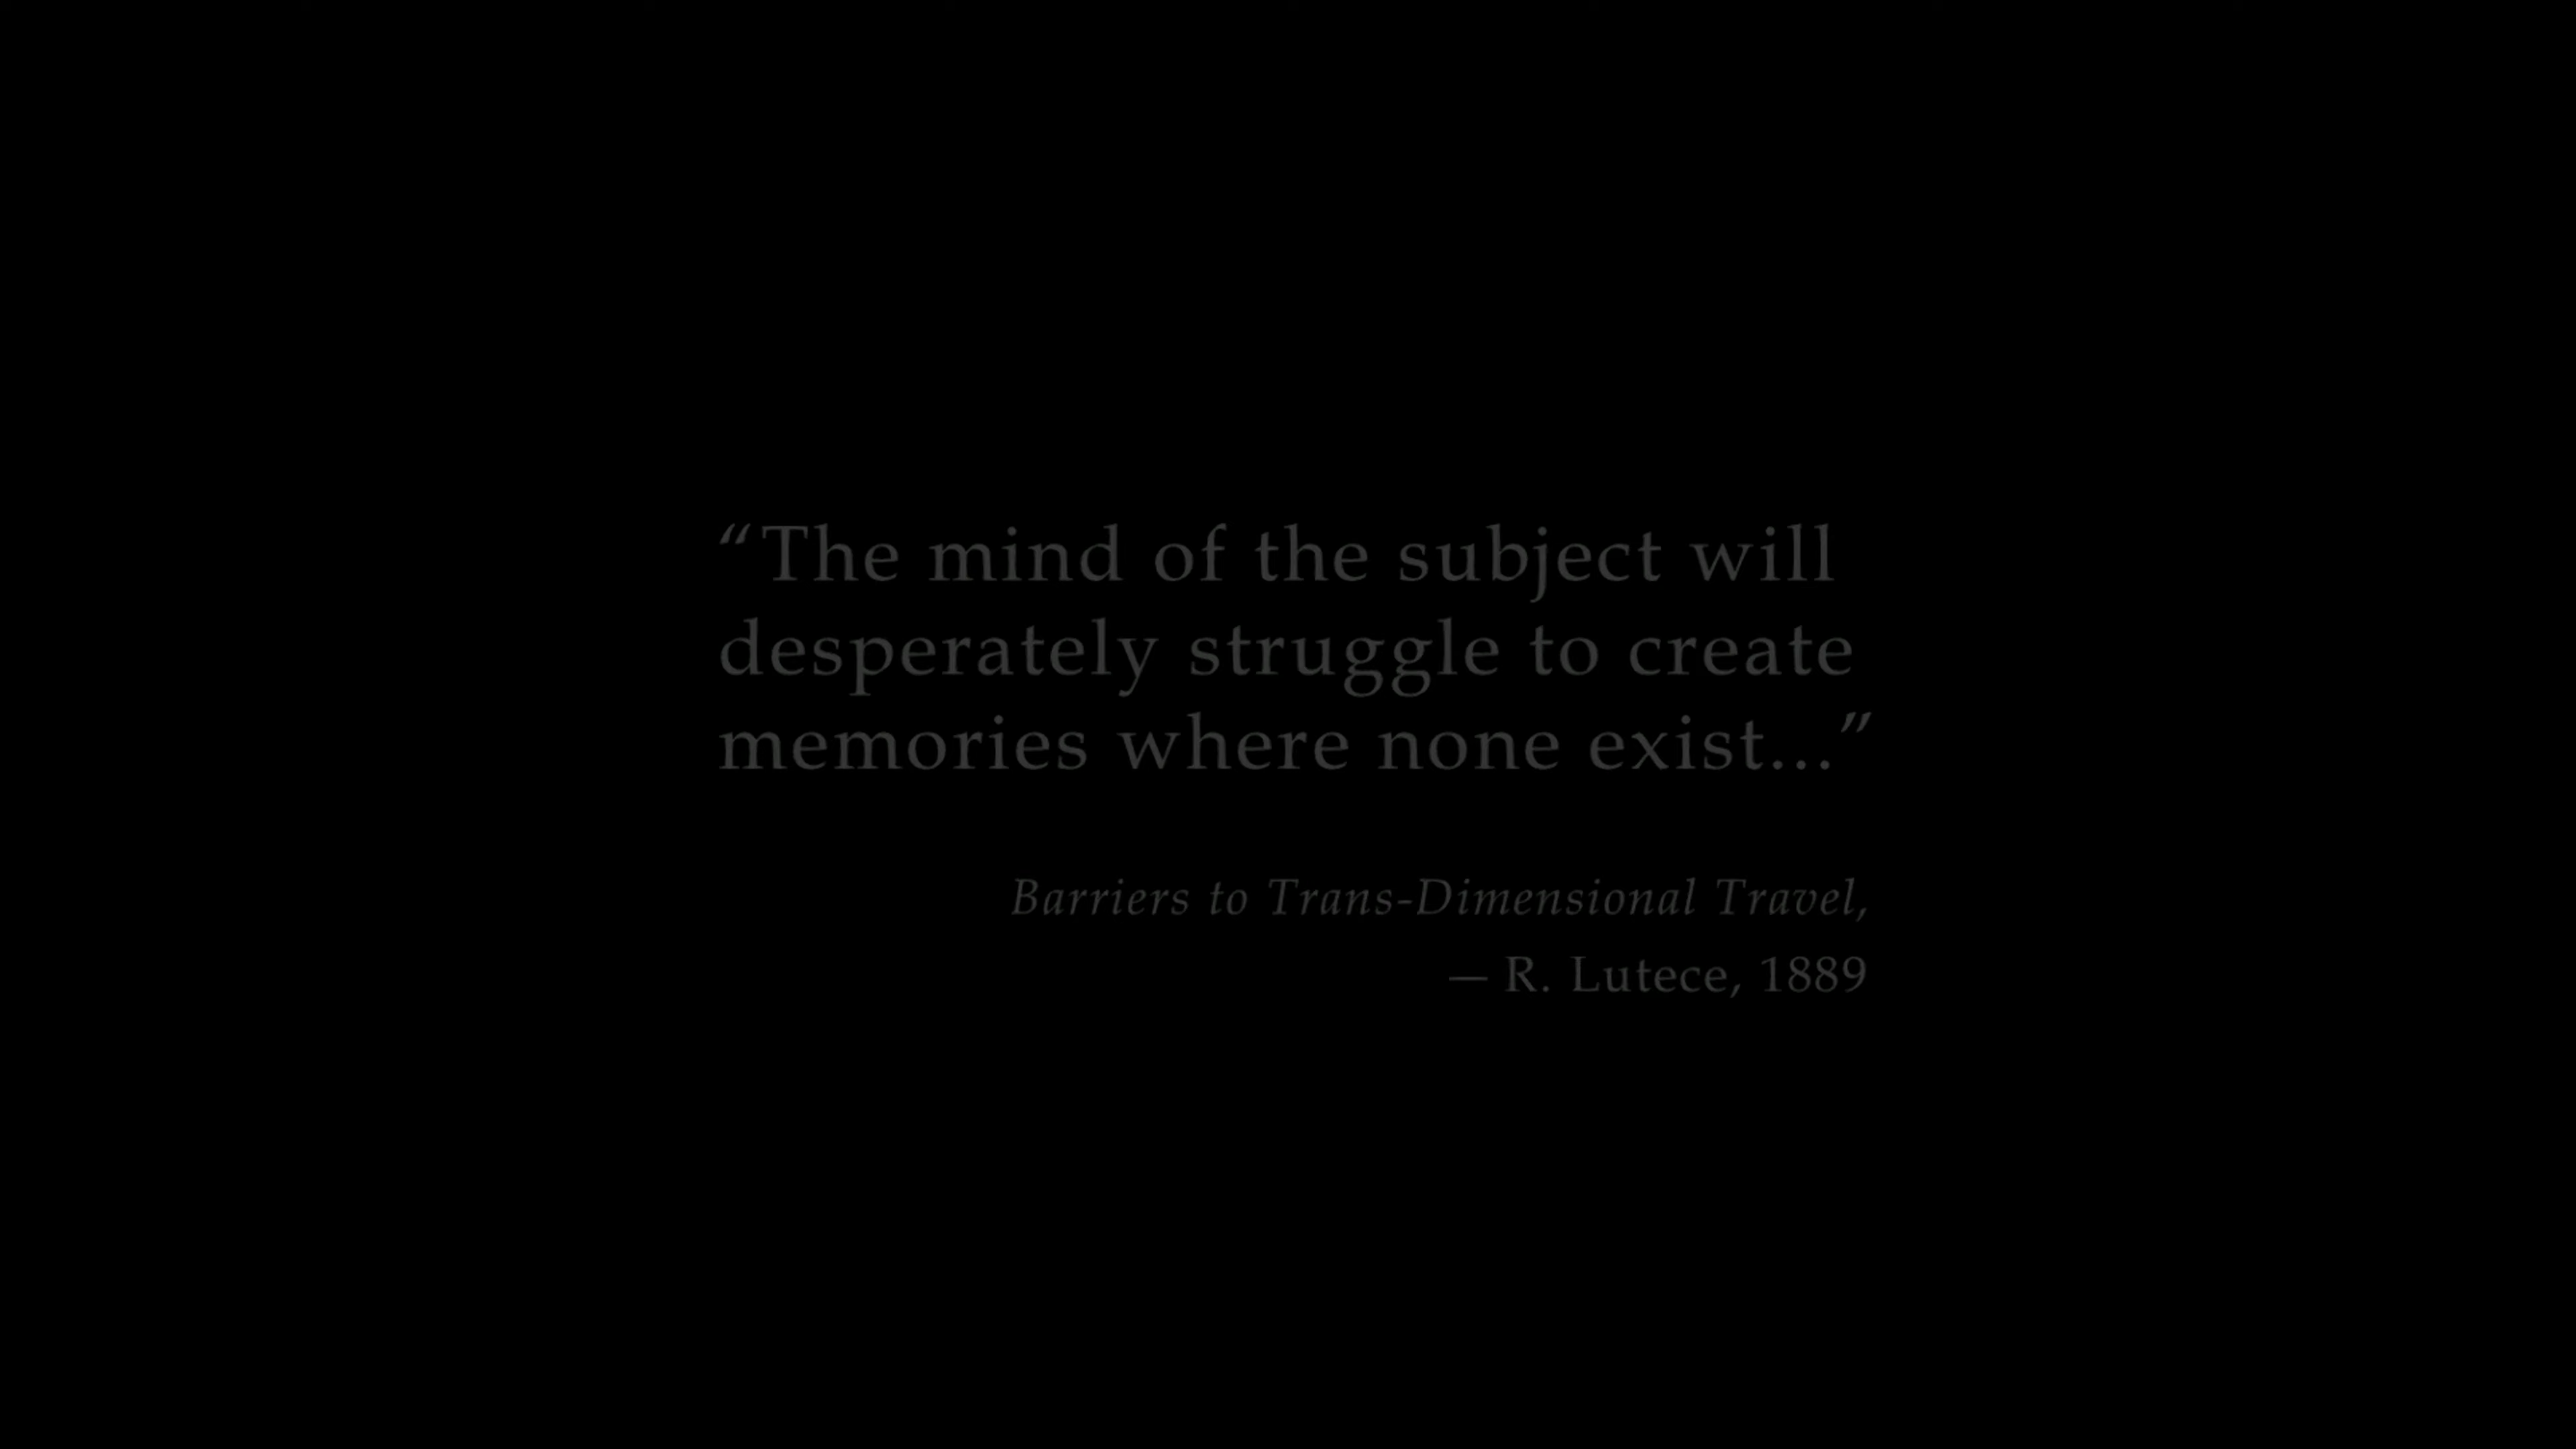 “The mind of the subject will
desperately struggle to create
memories where none exist...”
Barriers to Trans-Dimensional Travel,
— R. Lutece, 1889